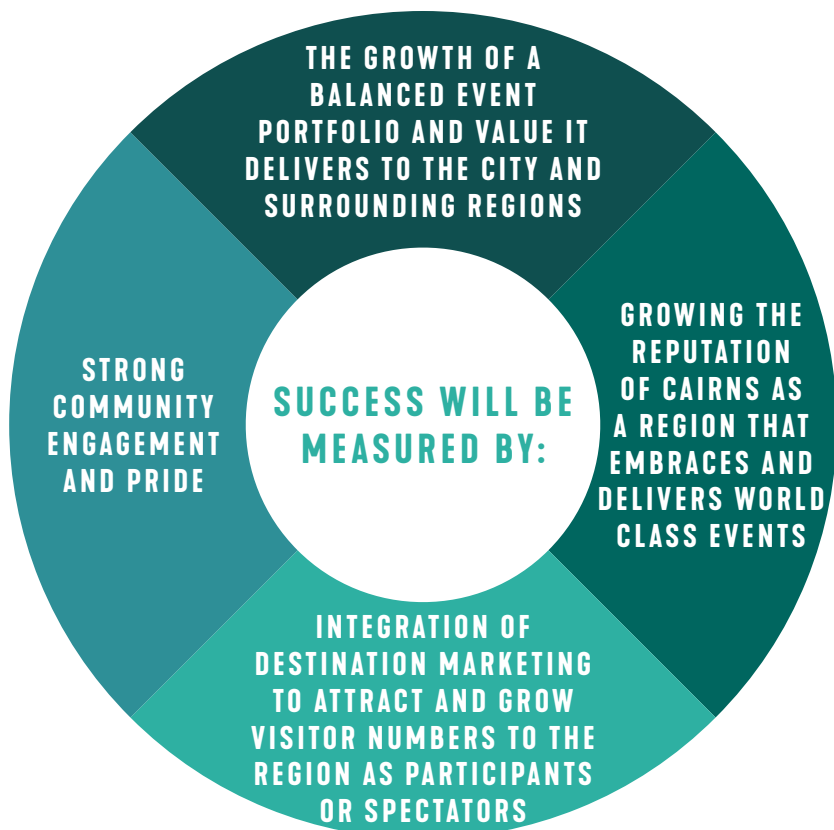 THE GROWTH OF A
BALANCED EVENT
PORTFOLIO AND VALUE IT
DELIVERS TO THE CITY AND
SURROUNDING REGIONS
GROWING THE
REPUTATION
OF CAIRNS AS
A REGION THAT
EMBRACES AND
DELIVERS WORLD
CLASS EVENTS
STRONG
COMMUNITY
ENGAGEMENT
AND PRIDE
SUCCESS WILL BE
MEASURED BY:
INTEGRATION OF
DESTINATION MARKETING
TO ATTRACT AND GROW
VISITOR NUMBERS TO THE
REGION AS PARTICIPANTS
OR SPECTATORS